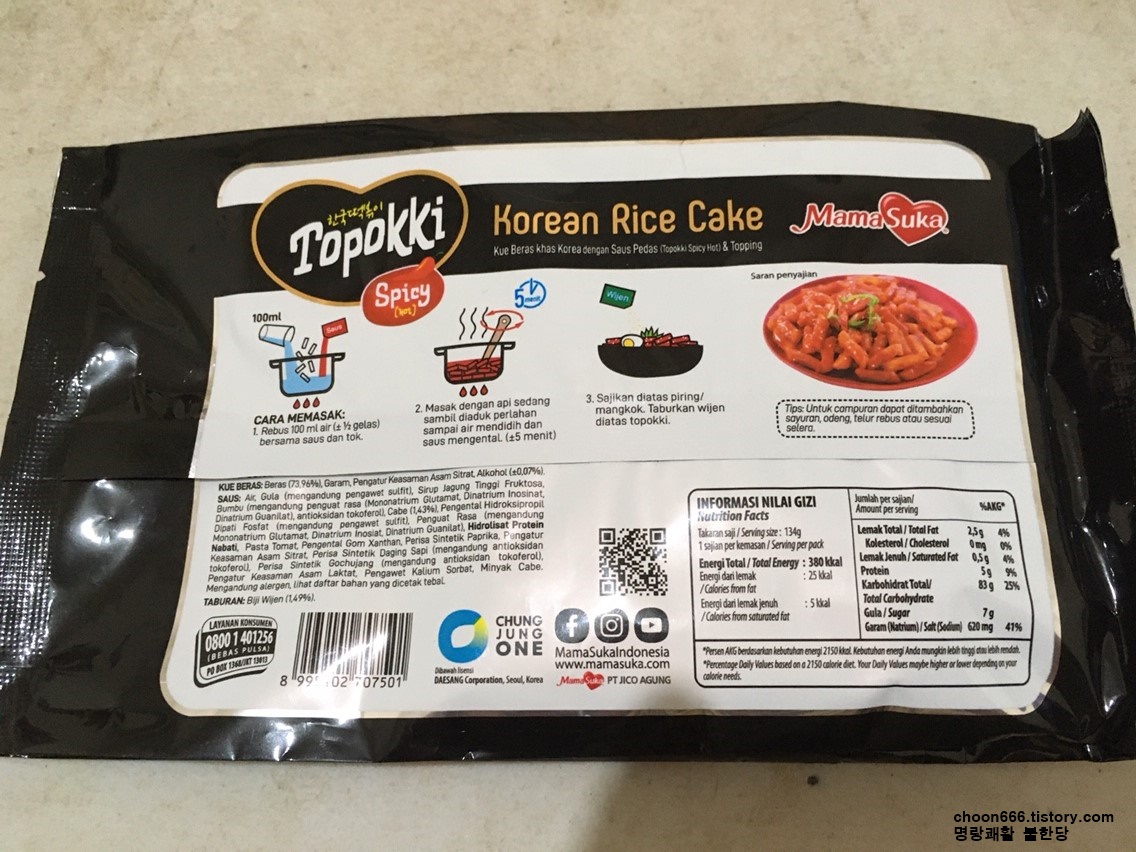 한국떡볶이
Topokki
Spicy
Korean Rice Cake
Kue Beras khas Korea dengan Saus Pedas (Topokki Spicy Hot) & Topping
MamaSuka
100ml
Saus
5 menit
Wijen
Saran penyajian
CARA MEMASAK:
1. Rebus 100 ml air (± ½ gelas)
bersama saus dan tok.
2. Masak dengan api sedang
sambil diaduk perlahan
sampai air mendidih dan
saus mengental. (±5 menit)
3. Sajikan diatas piring/
mangkok. Taburkan wijen
diatas topokki.
Tips: Untuk campuran dapat ditambahkan
sayuran, odeng, telur rebus atau sesuai
selera.
KUE BERAS: Beras (73,96%), Garam, Pengatur Keasaman Asam Sitrat, Alkohol (±0,07%).
SAUS: Air, Gula (mengandung pengawet sulfit), Sirup Jagung Tinggi Fruktosa,
Bumbu (mengandung penguat rasa (Mononatrium Glutamat, Dinatrium Inosinat,
Dinatrium Guanilat), antioksidan tokoferol), Cabe (1,43%), Pengental Hidroksipropil
Dipati Fosfat (mengandung pengawet sulfit), Penguat Rasa (mengandung
Mononatrium Glutamat, Dinatrium Inosiat, Dinatrium Guanilat), Hidrolisat Protein
Nabati, Pasta Tomat, Pengental Gom Xanthan, Perisa Sintetik Paprika, Pengatur
Keasaman Asam Sitrat, Perisa Sintetik Daging Sapi (mengandung antioksidan
tokoferol), Perisa Sintetik Gochujang (mengandung antioksidan tokoferol),
Pengatur Keasaman Asam Laktat, Pengawet Kalium Sorbat, Minyak Cabe.
Mengandung alergen, lihat daftar bahan yang dicetak tebal.
TABURAN: Biji Wijen (1,49%).
LAYANAN KONSUMEN
0800 1 401256
(BEBAS PULSA)
PO BOX 1368/JKT 13013
707501
CHUNG
JUNG
ONE
Dibawah lisensi
DAESANG Corporation, Seoul, Korea
MamaSukaIndonesia
www.mamasuka.com
MamaSuka PT JICO AGUNG
INFORMASI NILAI GIZI
Nutrition Facts
Takaran saji / Serving size : 134g
1 sajian per kemasan / Serving per pack
Energi Total / Total Energy : 380 kkal
Energi dari lemak : 25 kkal
/ Calories from fat
Energi dari lemak jenuh : 5 kkal
/ Calories from saturated fat
Jumlah per sajian/
Amount per serving %AKG*
Lemak Total / Total Fat 2,5 g 4%
Kolesterol / Cholesterol 0 mg 0%
Lemak Jenuh / Saturated Fat 0,5 g 4%
Protein 5 g 9%
Karbohidrat Total/ 83 g 25%
Total Carbohydrate
Gula / Sugar 7 g
Garam (Natrium) / Salt (Sodium) 620 mg 41%
*Persen AKG berdasarkan kebutuhan energi 2150 kkal. Kebutuhan energi Anda mungkin lebih tinggi atau lebih rendah.
*Percentage Daily Values based on a 2150 calorie diet. Your Daily Values maybe higher or lower depending on your
calorie needs.
choon666.tistory.com
명랑쾌활 불한당